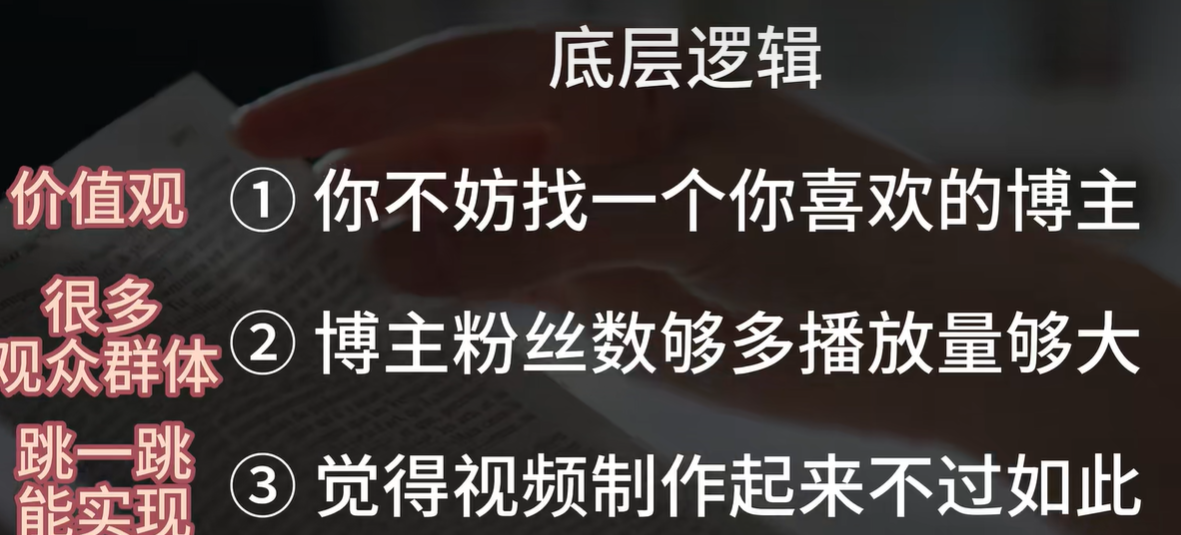 底层逻辑
价值观
① 你不妨找一个你喜欢的博主
很多
观众群体
② 博主粉丝数够多播放量够大
跳一跳
能实现
③ 觉得视频制作起来不过如此